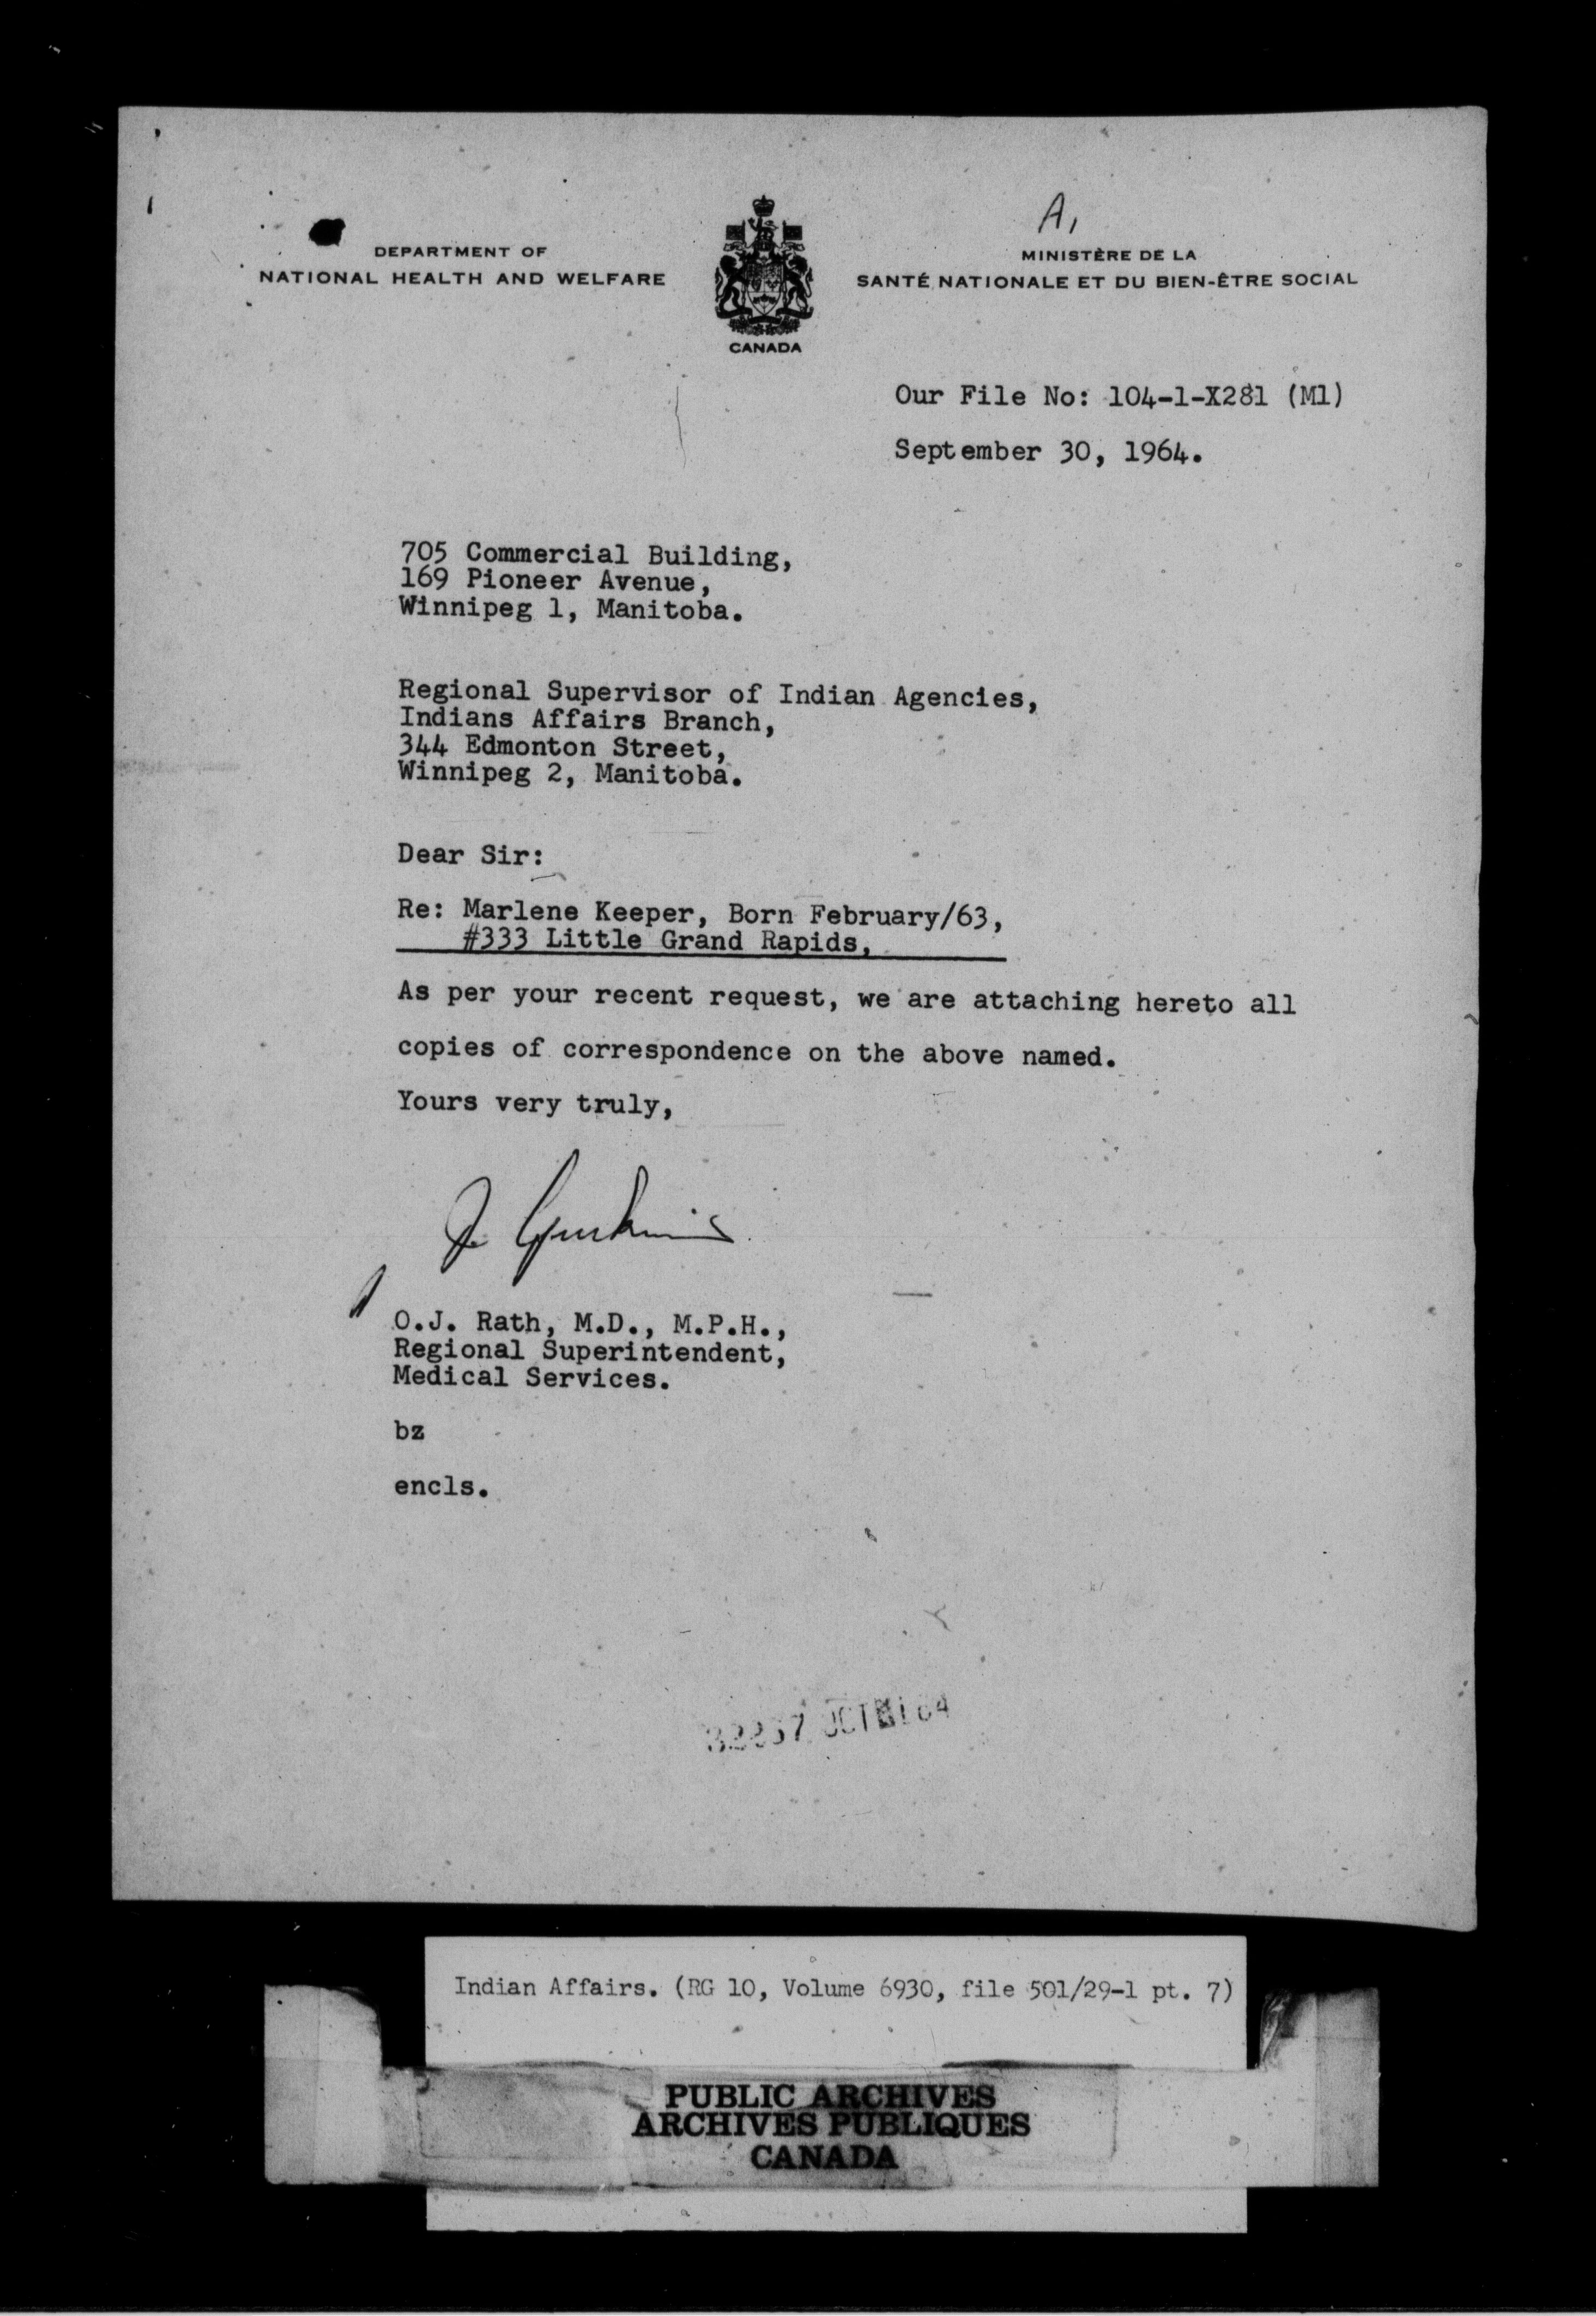 A,
DEPARTMENT OF
NATIONAL HEALTH AND WELFARE
CANADA
MINISTÈRE DE LA
SANTÉ NATIONALE ET DU BIEN-ÊTRE SOCIAL
Our File No: 104-1-X281 (M1)
September 30, 1964.
705 Commercial Building,
169 Pioneer Avenue,
Winnipeg 1, Manitoba.
Regional Supervisor of Indian Agencies,
Indians Affairs Branch,
344 Edmonton Street,
Winnipeg 2, Manitoba.
Dear Sir:
Re: Marlene Keeper, Born February/63,
#333 Little Grand Rapids,
As per your recent request, we are attaching hereto all
copies of correspondence on the above named.
Yours very truly,
O.J. Rath, M.D., M.P.H.,
Regional Superintendent,
Medical Services.
bz
encls.
OCT 64
Indian Affairs. (RG 10, Volume 6930, file 501/29-1 pt. 7)
PUBLIC ARCHIVES
ARCHIVES PUBLIQUES
CANADA